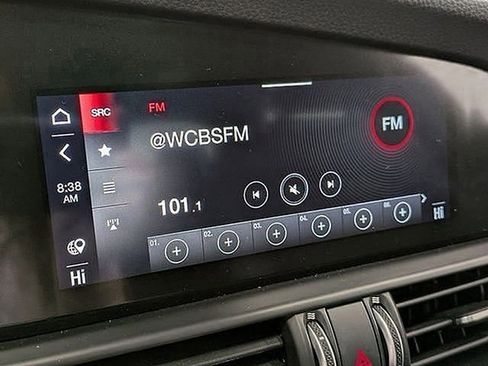 SRC
FM
@WCBSFM
FM
8:38
AM
101.1
01.
02.
03.
04.
05.
06.
Hi
Hi